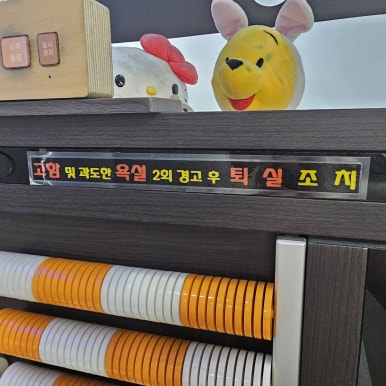 고함 및 과도한 욕설 2회 경고 후 퇴 실 조 치